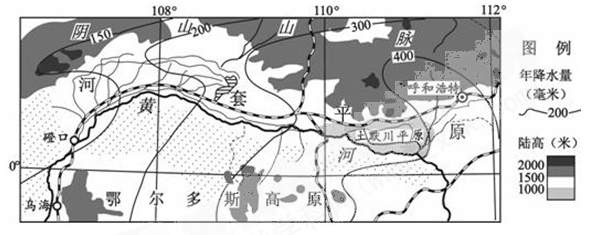 108° 110° 112°
阴 山 山 脉
150 200 300 400
河 套 平 原
呼和浩特
黄 河
土默川平原
磴口
0°
鄂尔多斯高原
乌海
图例
年降水量
(毫米)
200
陆高(米)
2000
1500
1000